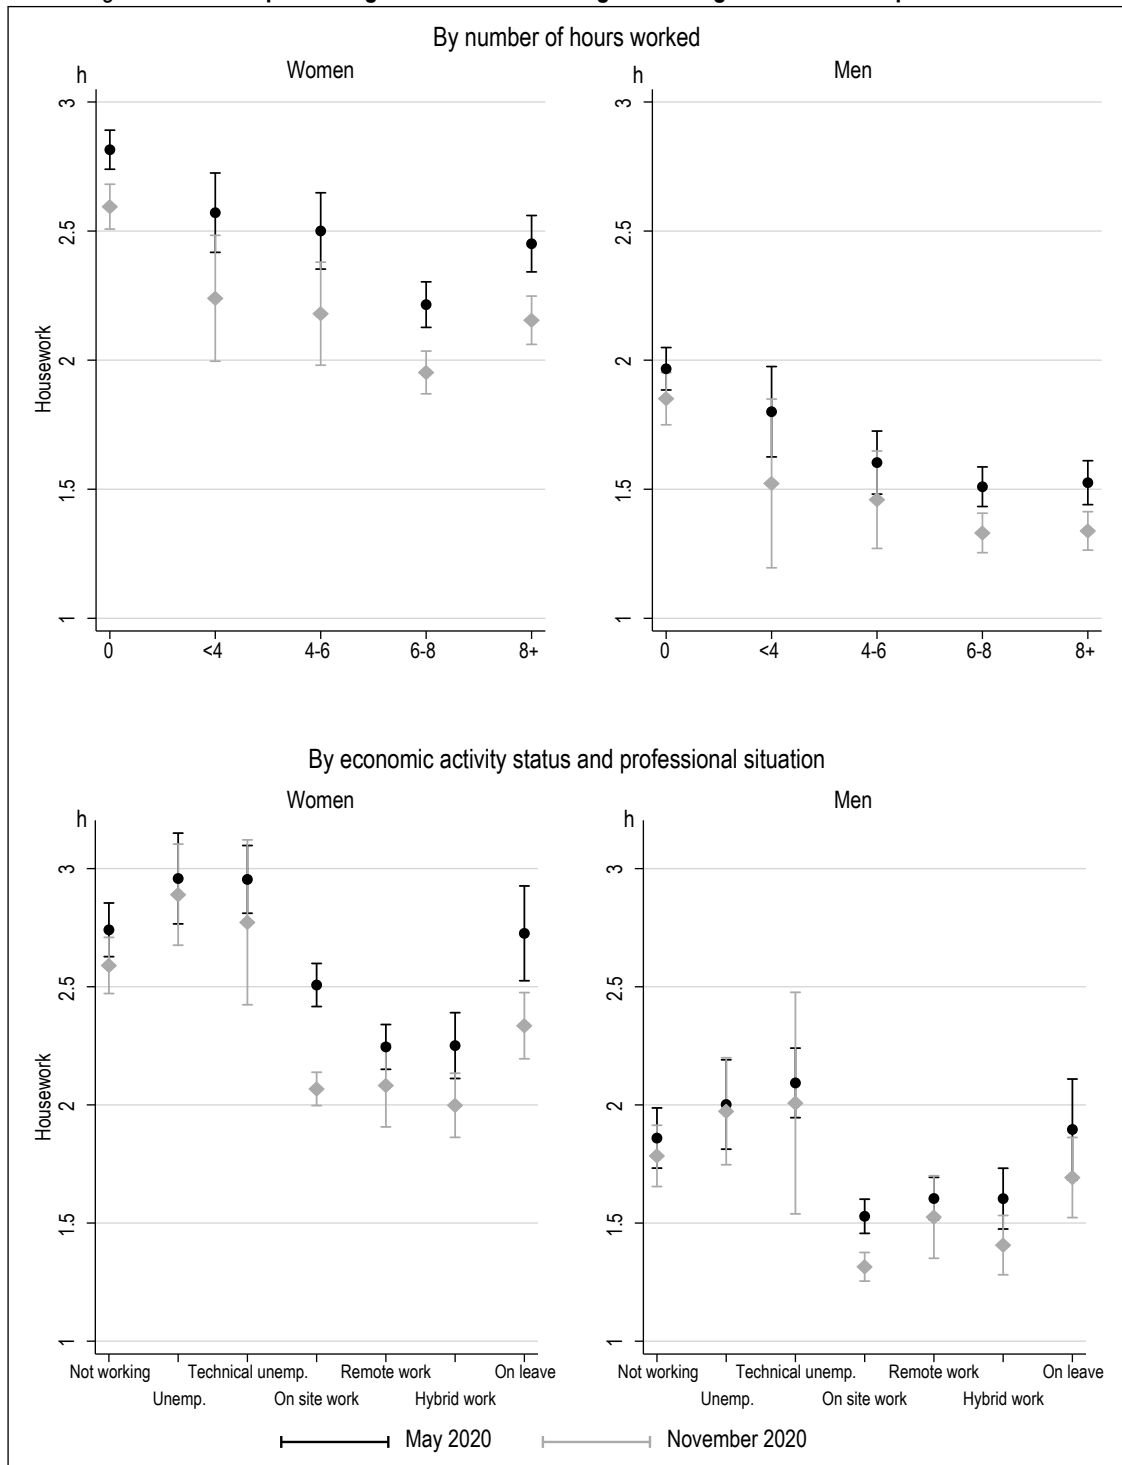 By number of hours worked
Women
Men
h
h
3
2.5
2
1.5
1
Housework
3
2.5
2
1.5
1
0 <4 4-6 6-8 8+
0 <4 4-6 6-8 8+
By economic activity status and professional situation
Women
Men
h
h
3
2.5
2
1.5
1
Housework
3
2.5
2
1.5
1
Not working Technical unemp. Remote work On leave
Unemp. On site work Hybrid work
Not working Technical unemp. Remote work On leave
Unemp. On site work Hybrid work
May 2020 November 2020